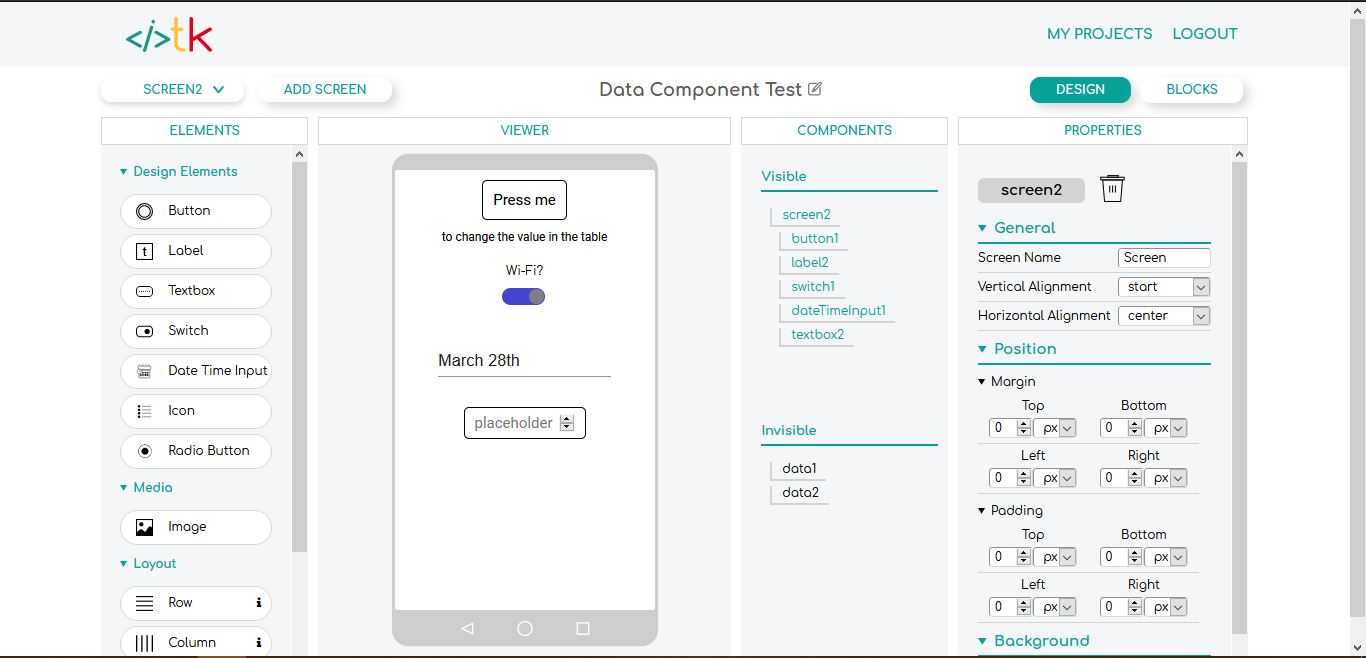 </>tk
MY PROJECTS LOGOUT
SCREEN2 ADD SCREEN Data Component Test DESIGN BLOCKS
ELEMENTS
Design Elements
Button
Label
t
Textbox
Switch
Date Time Input
Icon
Radio Button
Media
Image
Layout
Row i
Column i
VIEWER
Press me
to change the value in the table
Wi-Fi?
March 28th
placeholder
COMPONENTS
Visible
screen2
button1
label2
switch1
dateTimeInput1
textbox2
Invisible
data1
data2
PROPERTIES
screen2
General
Screen Name Screen
Vertical Alignment start
Horizontal Alignment center
Position
Margin
Top Bottom
0 px 0 px
Left Right
0 px 0 px
Padding
Top Bottom
0 px 0 px
Left Right
0 px 0 px
Background